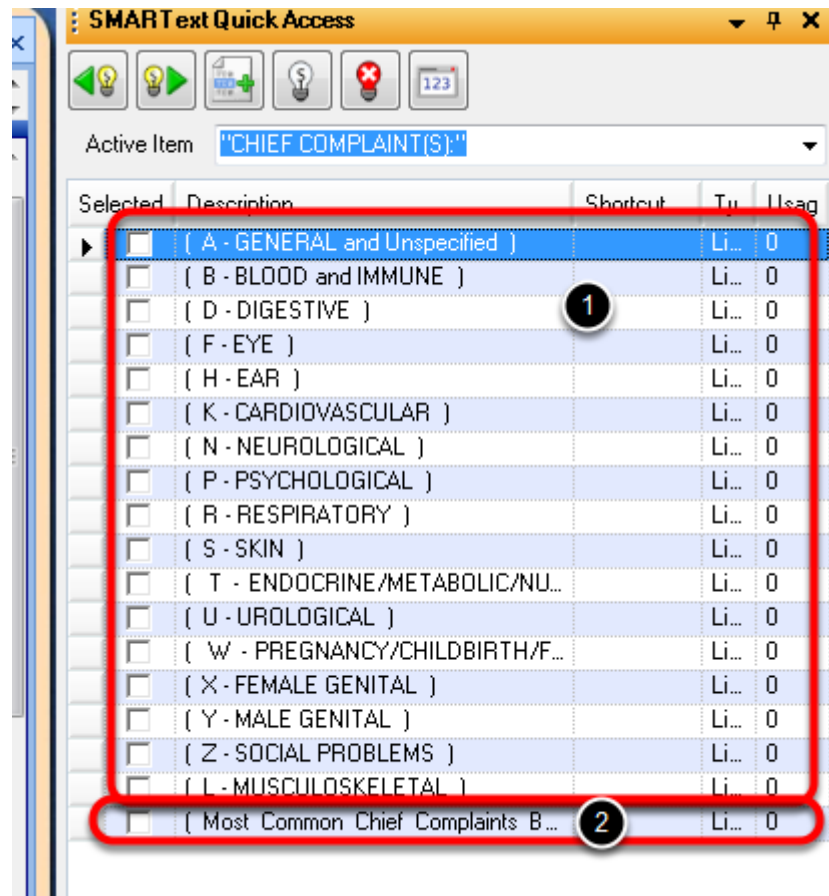 SMARText Quick Access
123
Active Item "CHIEF COMPLAINT(S):"
Selected Description Shortcut Ty... Usag
( A - GENERAL and Unspecified ) Li... 0
( B - BLOOD and IMMUNE ) Li... 0
( D - DIGESTIVE ) Li... 0
( F - EYE ) Li... 0
( H - EAR ) Li... 0
( K - CARDIOVASCULAR ) Li... 0
( N - NEUROLOGICAL ) Li... 0
( P - PSYCHOLOGICAL ) Li... 0
( R - RESPIRATORY ) Li... 0
( S - SKIN ) Li... 0
( T - ENDOCRINE/METABOLIC/NU... Li... 0
( U - UROLOGICAL ) Li... 0
( W - PREGNANCY/CHILDBIRTH/F... Li... 0
( X - FEMALE GENITAL ) Li... 0
( Y - MALE GENITAL ) Li... 0
( Z - SOCIAL PROBLEMS ) Li... 0
( L - MUSCULOSKELETAL ) Li... 0
( Most Common Chief Complaints B... Li... 0
1
2